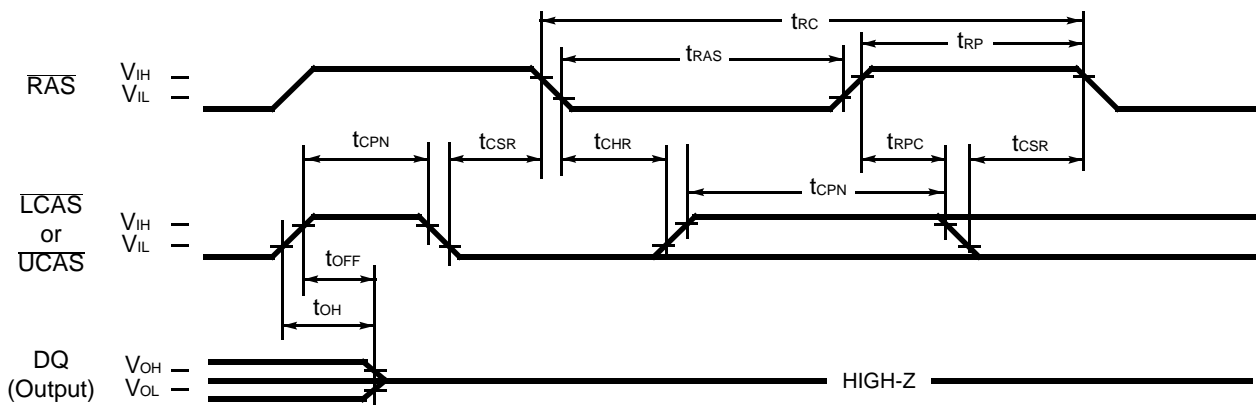 tRC
tRAS
tRP
RAS
VIH
VIL
tCPN
tCSR
tCHR
tRPC
tCSR
tCPN
LCAS
or
UCAS
VIH
VIL
tOFF
tOH
DQ
(Output)
VOH
VOL
HIGH-Z